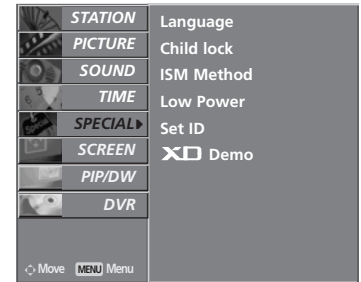 STATION
PICTURE
SOUND
TIME
SPECIAL
SCREEN
PIP/DW
DVR
Move MENU Menu
Language
Child lock
ISM Method
Low Power
Set ID
XD Demo